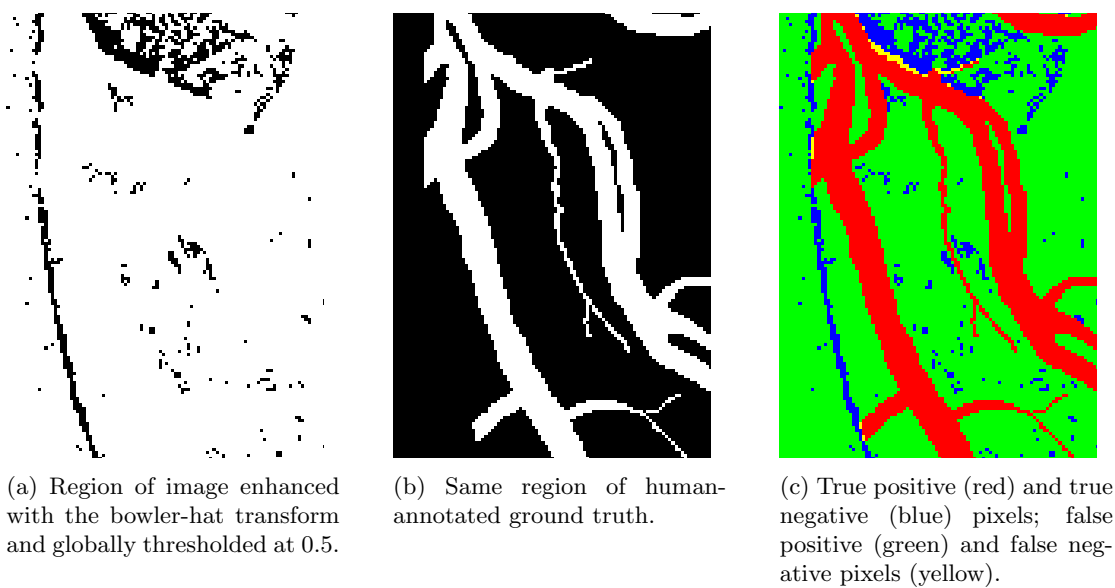 (a) Region of image enhanced
with the bowler-hat transform
and globally thresholded at 0.5.
(b) Same region of human-
annotated ground truth.
(c) True positive (red) and true
negative (blue) pixels; false
positive (green) and false neg-
ative pixels (yellow).